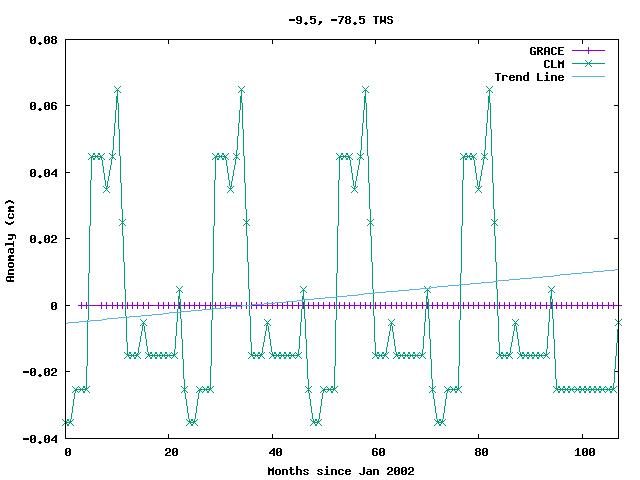 -9.5, -78.5 TWS
GRACE
CLM
Trend Line
0.08
0.06
0.04
0.02
0
-0.02
-0.04
Anomaly (cm)
0 20 40 60 80 100
Months since Jan 2002